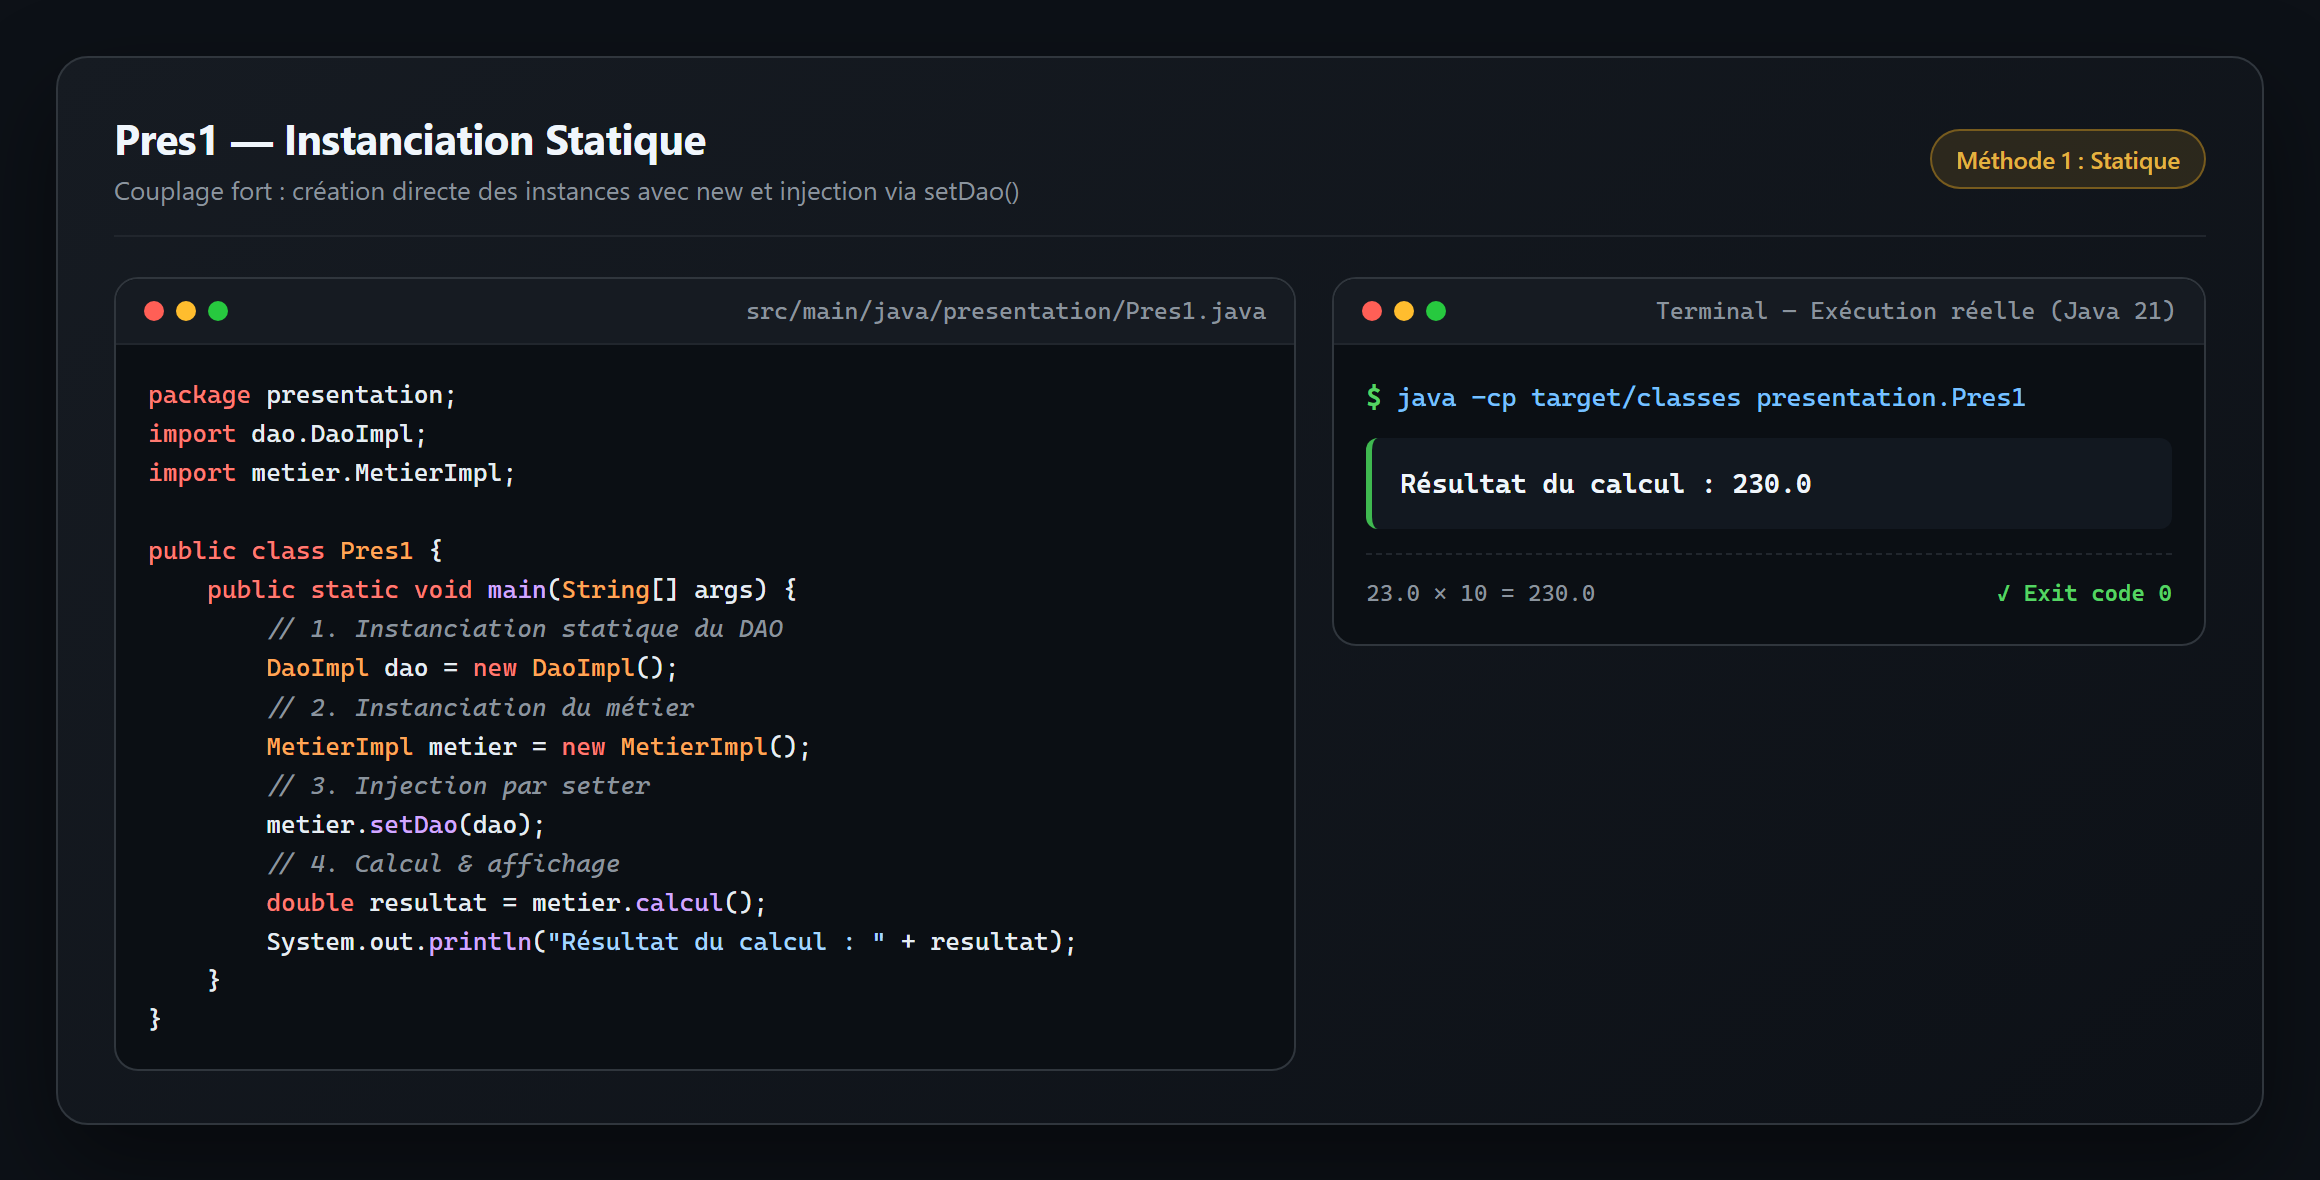 Pres1 — Instanciation Statique
Couplage fort : création directe des instances avec new et injection via setDao()
Méthode 1 : Statique
src/main/java/presentation/Pres1.java
package presentation;
import dao.DaoImpl;
import metier.MetierImpl;
public class Pres1 {
public static void main(String[] args) {
// 1. Instanciation statique du DAO
DaoImpl dao = new DaoImpl();
// 2. Instanciation du métier
MetierImpl metier = new MetierImpl();
// 3. Injection par setter
metier.setDao(dao);
// 4. Calcul & affichage
double resultat = metier.calcul();
System.out.println("Résultat du calcul : " + resultat);
}
}
Terminal — Exécution réelle (Java 21)
$ java -cp target/classes presentation.Pres1
Résultat du calcul : 230.0
23.0 × 10 = 230.0
✓ Exit code 0